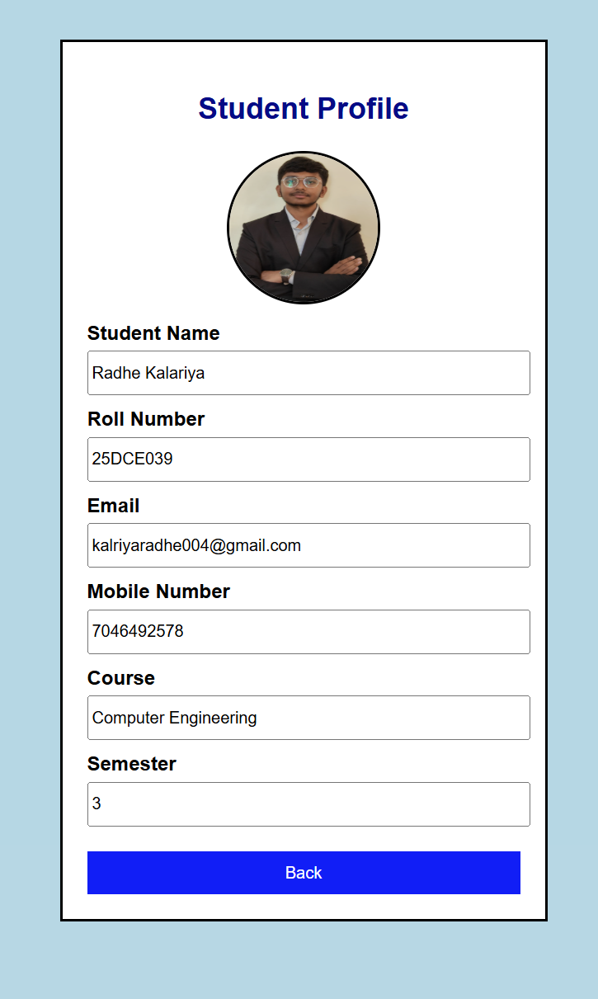 Student Profile
Student Name
Radhe Kalariya
Roll Number
25DCE039
Email
kalriyaradhe004@gmail.com
Mobile Number
7046492578
Course
Computer Engineering
Semester
3
Back